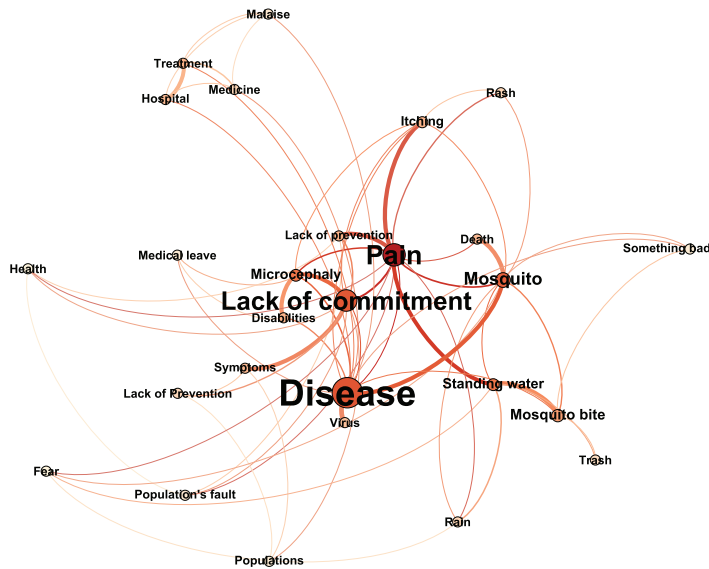 Malaise
Treatment
Medicine
Hospital
Rash
Itching
Lack of prevention
Death
Pain
Something bad
Medical leave
Health
Microcephaly
Mosquito
Lack of commitment
Disabilities
Symptoms
Standing water
Disease
Lack of Prevention
Mosquito bite
Virus
Trash
Fear
Population's fault
Rain
Populations